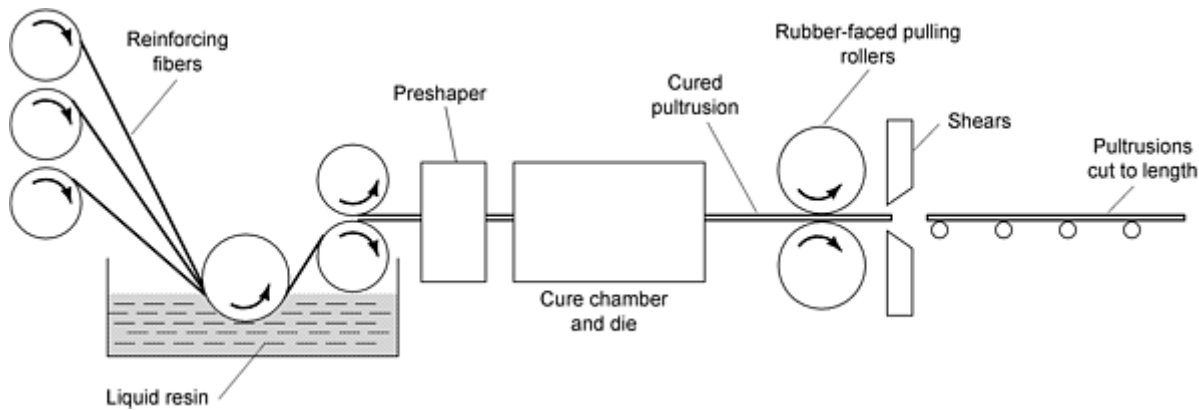 Reinforcing
fibers
Preshaper
Cured
pultrusion
Rubber-faced pulling
rollers
Shears
Pultrusions
cut to length
Cure chamber
and die
Liquid resin